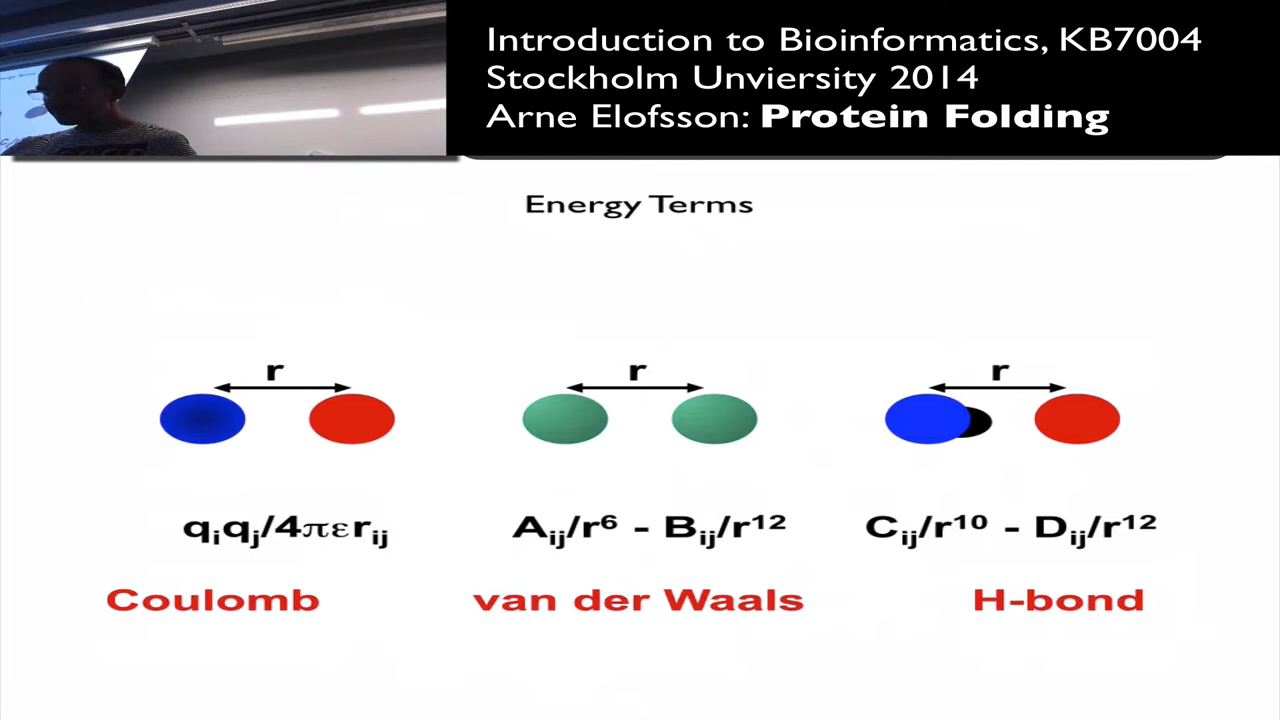 Introduction to Bioinformatics, KB7004
Stockholm Unviersity 2014
Arne Elofsson: Protein Folding
Energy Terms
r r r
qᵢqⱼ/4πεrᵢⱼ Aᵢⱼ/r⁶ - Bᵢⱼ/r¹² Cᵢⱼ/r¹⁰ - Dᵢⱼ/r¹²
Coulomb van der Waals H-bond